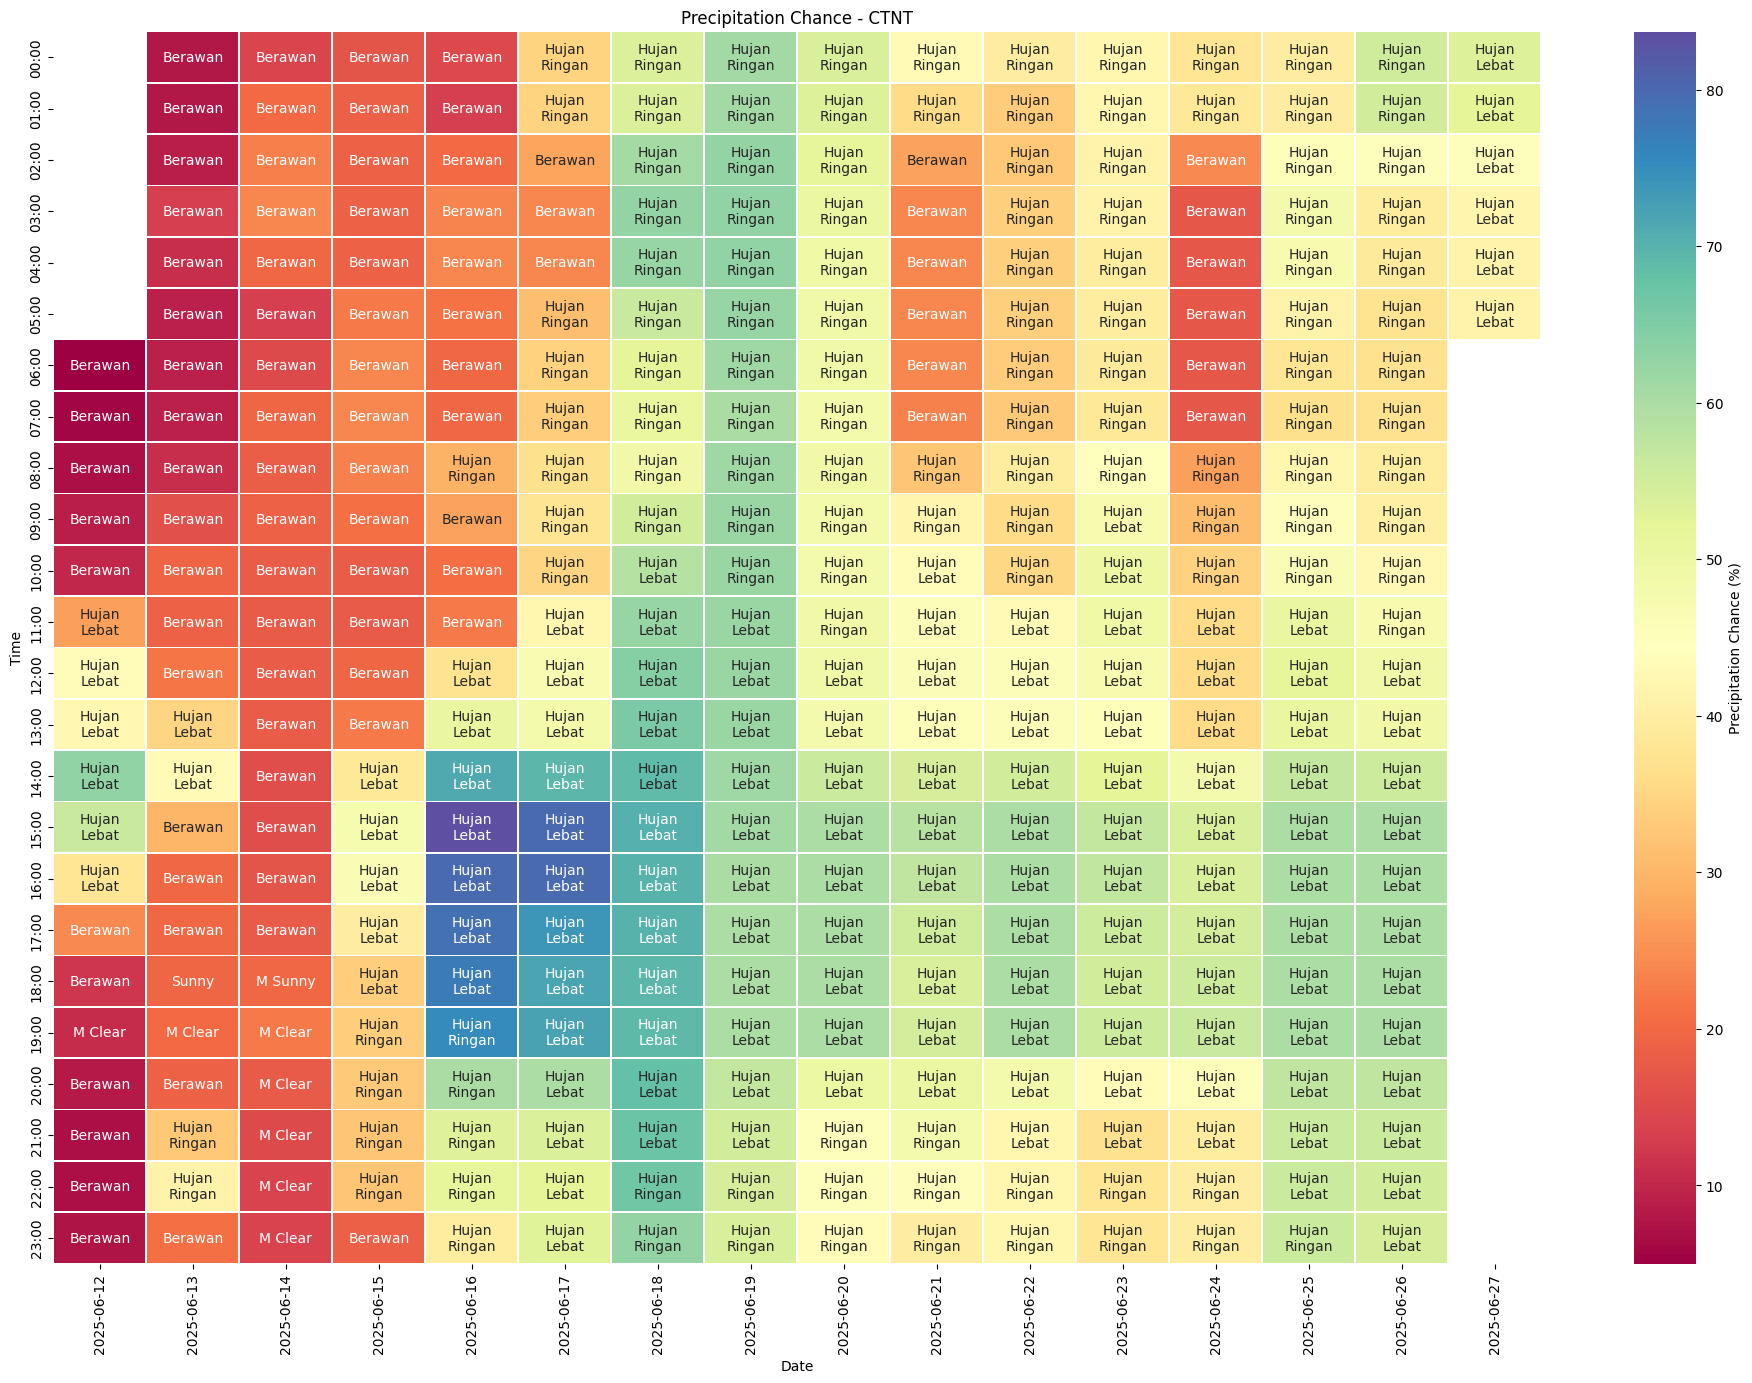 Precipitation Chance - CTNT
00:00 Berawan Berawan Berawan Berawan Hujan Ringan Hujan Ringan Hujan Ringan Hujan Ringan Hujan Ringan Hujan Ringan Hujan Ringan Hujan Ringan Hujan Ringan Hujan Ringan Hujan Lebat
01:00 Berawan Berawan Berawan Berawan Hujan Ringan Hujan Ringan Hujan Ringan Hujan Ringan Hujan Ringan Hujan Ringan Hujan Ringan Hujan Ringan Hujan Ringan Hujan Ringan Hujan Lebat
02:00 Berawan Berawan Berawan Berawan Berawan Hujan Ringan Hujan Ringan Hujan Ringan Berawan Hujan Ringan Hujan Ringan Berawan Hujan Ringan Hujan Ringan Hujan Lebat
03:00 Berawan Berawan Berawan Berawan Berawan Hujan Ringan Hujan Ringan Hujan Ringan Berawan Hujan Ringan Hujan Ringan Berawan Hujan Ringan Hujan Ringan Hujan Lebat
04:00 Berawan Berawan Berawan Berawan Berawan Hujan Ringan Hujan Ringan Hujan Ringan Berawan Hujan Ringan Hujan Ringan Berawan Hujan Ringan Hujan Ringan Hujan Lebat
05:00 Berawan Berawan Berawan Berawan Hujan Ringan Hujan Ringan Hujan Ringan Hujan Ringan Berawan Hujan Ringan Hujan Ringan Berawan Hujan Ringan Hujan Ringan Hujan Lebat
06:00 Berawan Berawan Berawan Berawan Berawan Hujan Ringan Hujan Ringan Hujan Ringan Hujan Ringan Berawan Hujan Ringan Hujan Ringan Berawan Hujan Ringan Hujan Ringan
07:00 Berawan Berawan Berawan Berawan Berawan Hujan Ringan Hujan Ringan Hujan Ringan Hujan Ringan Berawan Hujan Ringan Hujan Ringan Berawan Hujan Ringan Hujan Ringan
08:00 Berawan Berawan Berawan Berawan Hujan Ringan Hujan Ringan Hujan Ringan Hujan Ringan Hujan Ringan Hujan Ringan Hujan Ringan Hujan Ringan Hujan Ringan Hujan Ringan Hujan Ringan
09:00 Berawan Berawan Berawan Berawan Berawan Hujan Ringan Hujan Ringan Hujan Ringan Hujan Ringan Hujan Ringan Hujan Ringan Hujan Lebat Hujan Ringan Hujan Ringan Hujan Ringan
10:00 Berawan Berawan Berawan Berawan Berawan Hujan Ringan Hujan Lebat Hujan Ringan Hujan Ringan Hujan Lebat Hujan Ringan Hujan Lebat Hujan Ringan Hujan Ringan Hujan Ringan
11:00 Hujan Lebat Berawan Berawan Berawan Berawan Hujan Lebat Hujan Lebat Hujan Lebat Hujan Ringan Hujan Lebat Hujan Lebat Hujan Lebat Hujan Lebat Hujan Lebat Hujan Ringan
12:00 Hujan Lebat Berawan Berawan Berawan Hujan Lebat Hujan Lebat Hujan Lebat Hujan Lebat Hujan Lebat Hujan Lebat Hujan Lebat Hujan Lebat Hujan Lebat Hujan Lebat Hujan Lebat
13:00 Hujan Lebat Hujan Lebat Berawan Berawan Hujan Lebat Hujan Lebat Hujan Lebat Hujan Lebat Hujan Lebat Hujan Lebat Hujan Lebat Hujan Lebat Hujan Lebat Hujan Lebat Hujan Lebat
14:00 Hujan Lebat Hujan Lebat Berawan Hujan Lebat Hujan Lebat Hujan Lebat Hujan Lebat Hujan Lebat Hujan Lebat Hujan Lebat Hujan Lebat Hujan Lebat Hujan Lebat Hujan Lebat Hujan Lebat
15:00 Hujan Lebat Berawan Berawan Hujan Lebat Hujan Lebat Hujan Lebat Hujan Lebat Hujan Lebat Hujan Lebat Hujan Lebat Hujan Lebat Hujan Lebat Hujan Lebat Hujan Lebat Hujan Lebat
16:00 Hujan Lebat Berawan Berawan Hujan Lebat Hujan Lebat Hujan Lebat Hujan Lebat Hujan Lebat Hujan Lebat Hujan Lebat Hujan Lebat Hujan Lebat Hujan Lebat Hujan Lebat Hujan Lebat
17:00 Berawan Berawan Berawan Hujan Lebat Hujan Lebat Hujan Lebat Hujan Lebat Hujan Lebat Hujan Lebat Hujan Lebat Hujan Lebat Hujan Lebat Hujan Lebat Hujan Lebat Hujan Lebat
18:00 Berawan Sunny M Sunny Hujan Lebat Hujan Lebat Hujan Lebat Hujan Lebat Hujan Lebat Hujan Lebat Hujan Lebat Hujan Lebat Hujan Lebat Hujan Lebat Hujan Lebat Hujan Lebat
19:00 M Clear M Clear M Clear Hujan Ringan Hujan Ringan Hujan Lebat Hujan Lebat Hujan Lebat Hujan Lebat Hujan Lebat Hujan Lebat Hujan Lebat Hujan Lebat Hujan Lebat Hujan Lebat
20:00 Berawan Berawan M Clear Hujan Ringan Hujan Ringan Hujan Lebat Hujan Lebat Hujan Lebat Hujan Lebat Hujan Lebat Hujan Lebat Hujan Lebat Hujan Lebat Hujan Lebat Hujan Lebat
21:00 Berawan Hujan Ringan M Clear Hujan Ringan Hujan Ringan Hujan Lebat Hujan Lebat Hujan Lebat Hujan Ringan Hujan Ringan Hujan Lebat Hujan Lebat Hujan Lebat Hujan Lebat Hujan Lebat
22:00 Berawan Hujan Ringan M Clear Hujan Ringan Hujan Ringan Hujan Lebat Hujan Ringan Hujan Ringan Hujan Ringan Hujan Ringan Hujan Ringan Hujan Ringan Hujan Ringan Hujan Lebat Hujan Lebat
23:00 Berawan Berawan M Clear Berawan Hujan Ringan Hujan Lebat Hujan Ringan Hujan Ringan Hujan Ringan Hujan Ringan Hujan Ringan Hujan Ringan Hujan Ringan Hujan Ringan Hujan Lebat
Time
2025-06-12 2025-06-13 2025-06-14 2025-06-15 2025-06-16 2025-06-17 2025-06-18 2025-06-19 2025-06-20 2025-06-21 2025-06-22 2025-06-23 2025-06-24 2025-06-25 2025-06-26 2025-06-27
Date
80
70
60
50
40
30
20
10
Precipitation Chance (%)